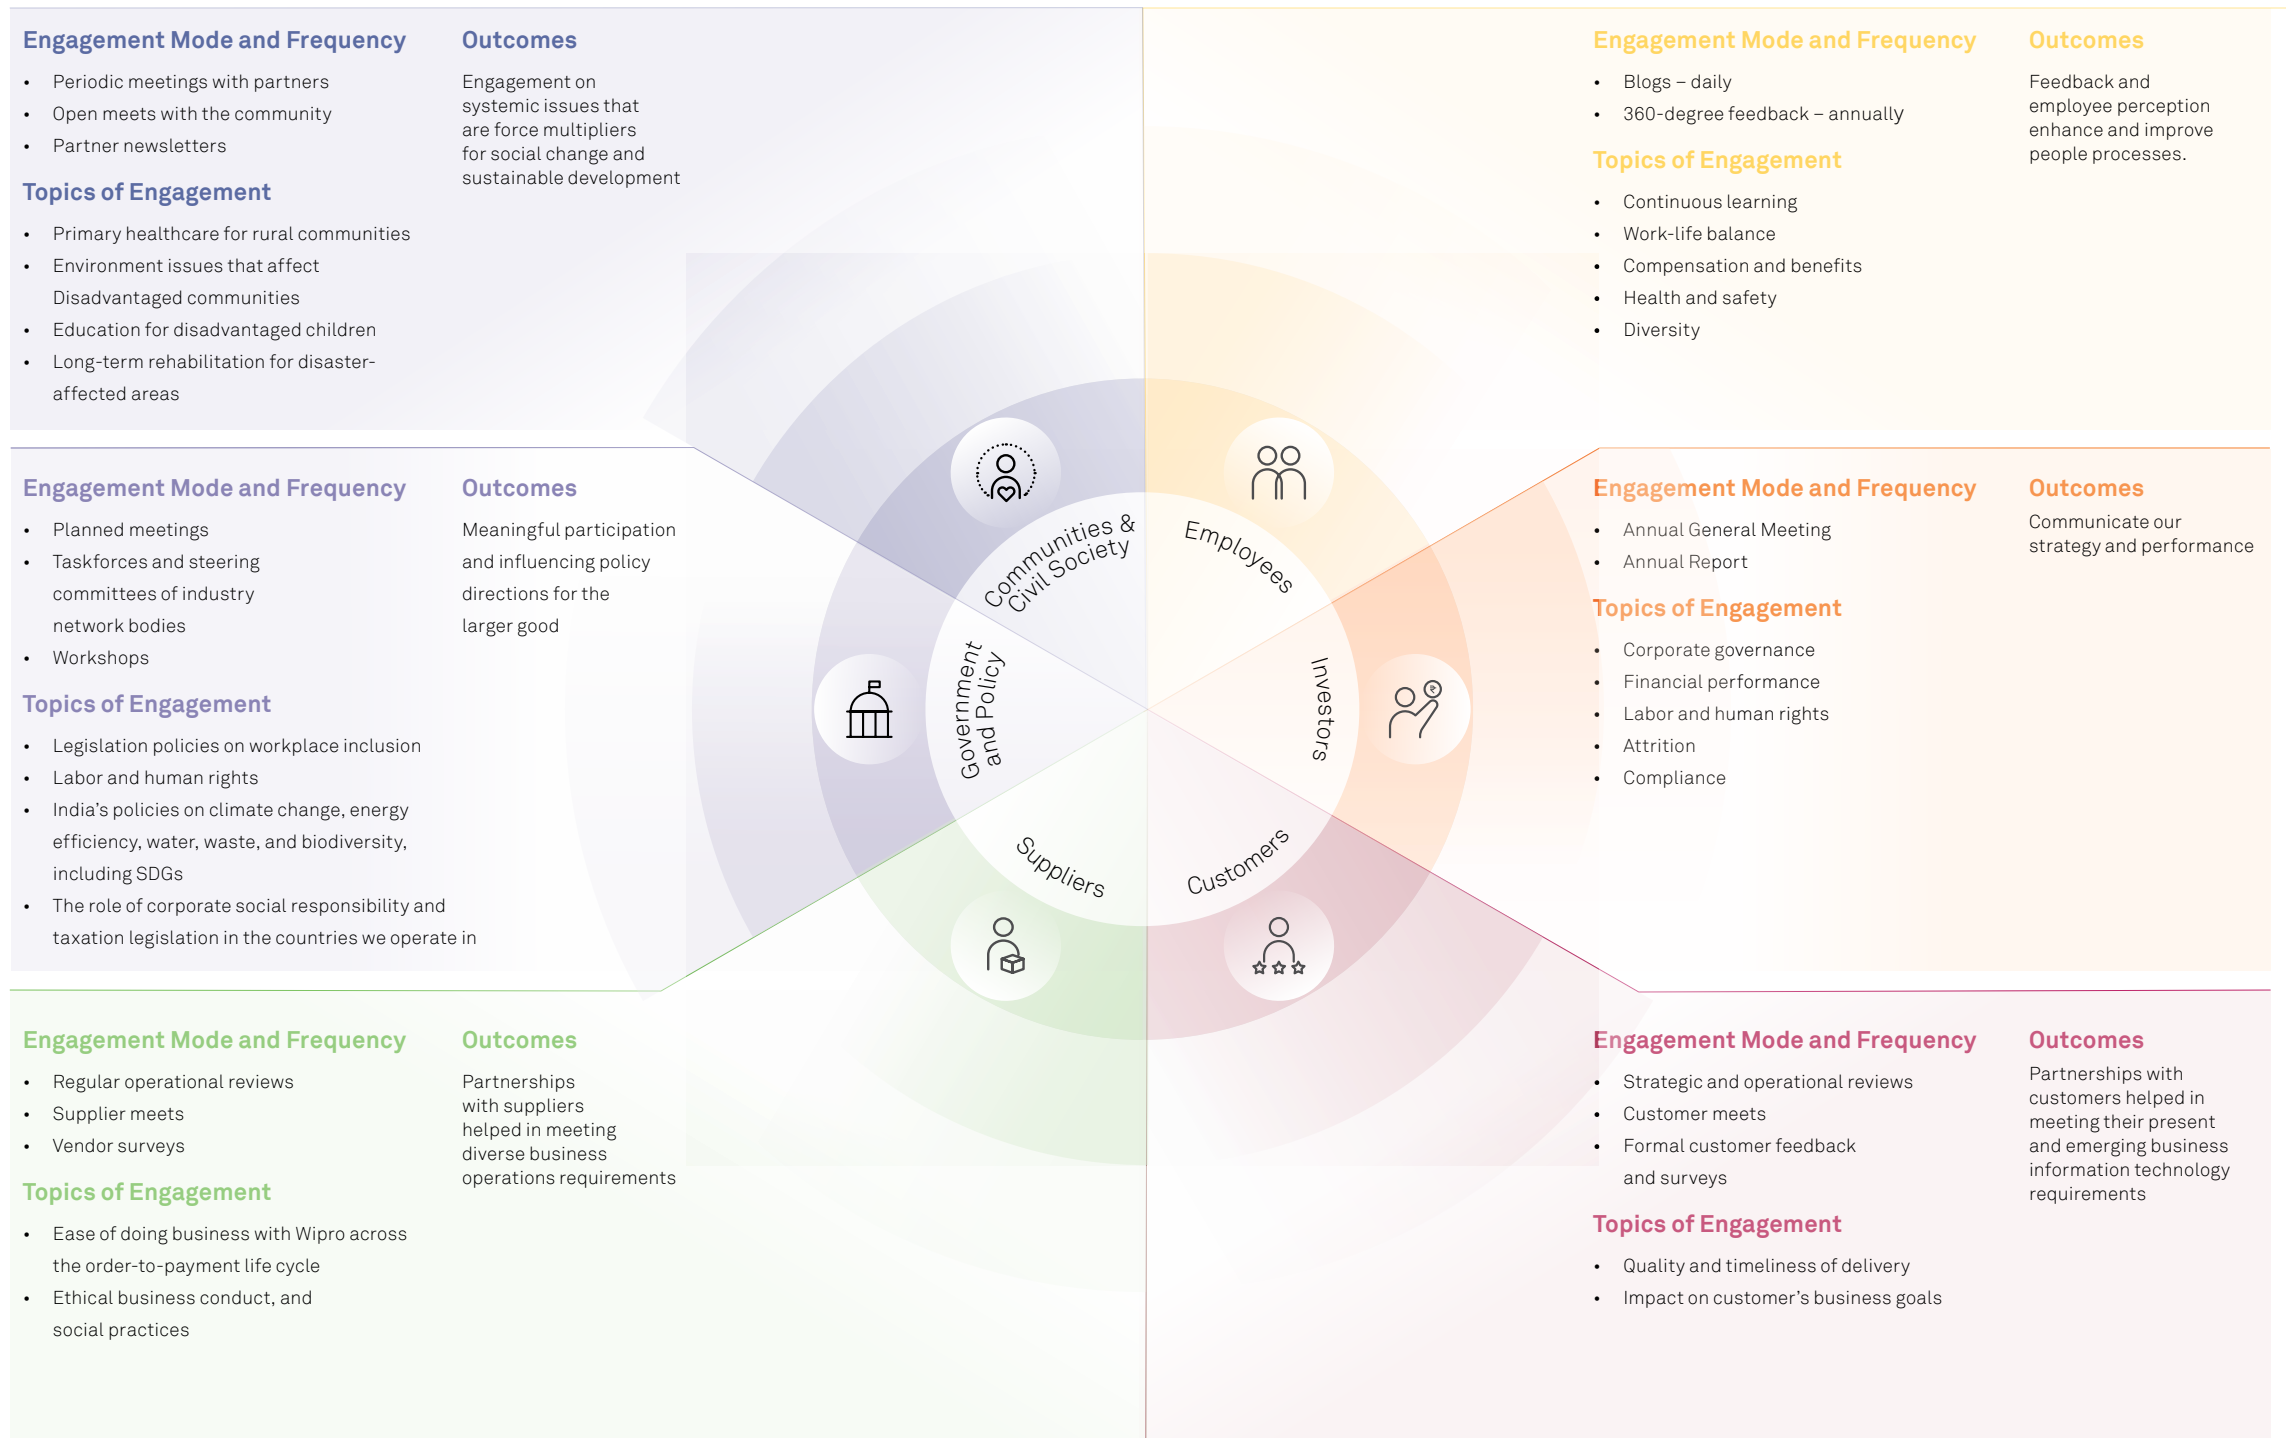 Engagement Mode and Frequency
• Periodic meetings with partners
• Open meets with the community
• Partner newsletters
Topics of Engagement
• Primary healthcare for rural communities
• Environment issues that affect
Disadvantaged communities
• Education for disadvantaged children
• Long-term rehabilitation for disaster-
affected areas
Outcomes
Engagement on
systemic issues that
are force multipliers
for social change and
sustainable development
Engagement Mode and Frequency
• Blogs – daily
• 360-degree feedback – annually
Topics of Engagement
• Continuous learning
• Work-life balance
• Compensation and benefits
• Health and safety
• Diversity
Outcomes
Feedback and
employee perception
enhance and improve
people processes.
Engagement Mode and Frequency
• Planned meetings
• Taskforces and steering
committees of industry
network bodies
• Workshops
Topics of Engagement
• Legislation policies on workplace inclusion
• Labor and human rights
• India’s policies on climate change, energy
efficiency, water, waste, and biodiversity,
including SDGs
• The role of corporate social responsibility and
taxation legislation in the countries we operate in
Outcomes
Meaningful participation
and influencing policy
directions for the
larger good
Communities &
Civil Society
Employees
Government
and Policy
Investors
Suppliers
Customers
₹
Engagement Mode and Frequency
• Annual General Meeting
• Annual Report
Topics of Engagement
• Corporate governance
• Financial performance
• Labor and human rights
• Attrition
• Compliance
Outcomes
Communicate our
strategy and performance
Engagement Mode and Frequency
• Regular operational reviews
• Supplier meets
• Vendor surveys
Topics of Engagement
• Ease of doing business with Wipro across
the order-to-payment life cycle
• Ethical business conduct, and
social practices
Outcomes
Partnerships
with suppliers
helped in meeting
diverse business
operations requirements
Engagement Mode and Frequency
• Strategic and operational reviews
• Customer meets
• Formal customer feedback
and surveys
Topics of Engagement
• Quality and timeliness of delivery
• Impact on customer’s business goals
Outcomes
Partnerships with
customers helped in
meeting their present
and emerging business
information technology
requirements